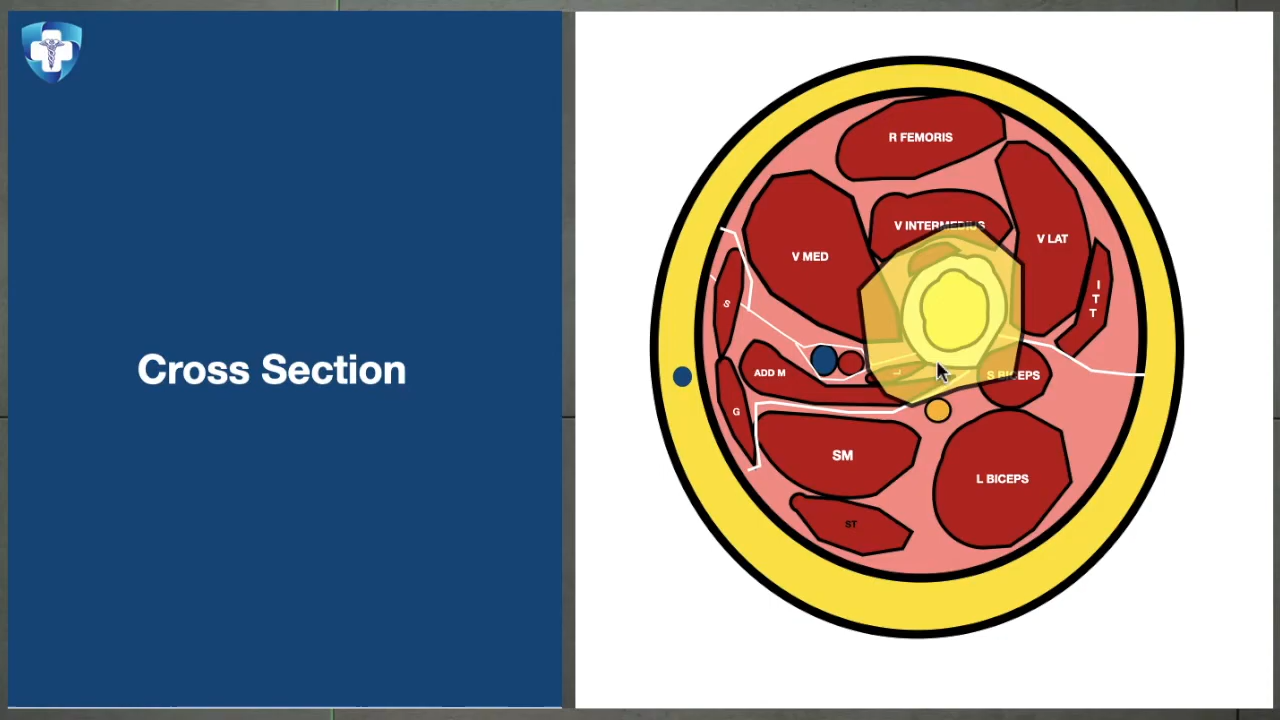 Cross Section
R FEMORIS
V INTERMEDIUS
V LAT
V MED
I
T
T
S
ADD M
S BICEPS
G
SM
L BICEPS
ST